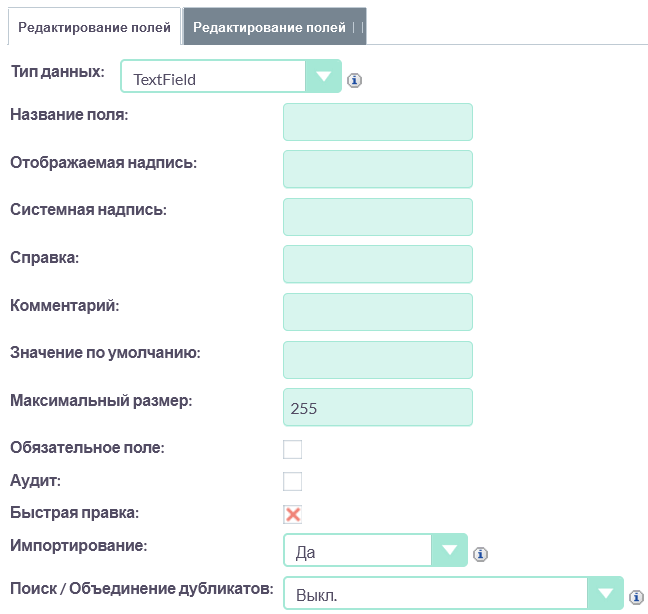 Редактирование полей
Редактирование полей
Тип данных: TextField
Название поля:
Отображаемая надпись:
Системная надпись:
Справка:
Комментарий:
Значение по умолчанию:
Максимальный размер: 255
Обязательное поле:
Аудит:
Быстрая правка:
Импортирование: Да
Поиск / Объединение дубликатов: Выкл.